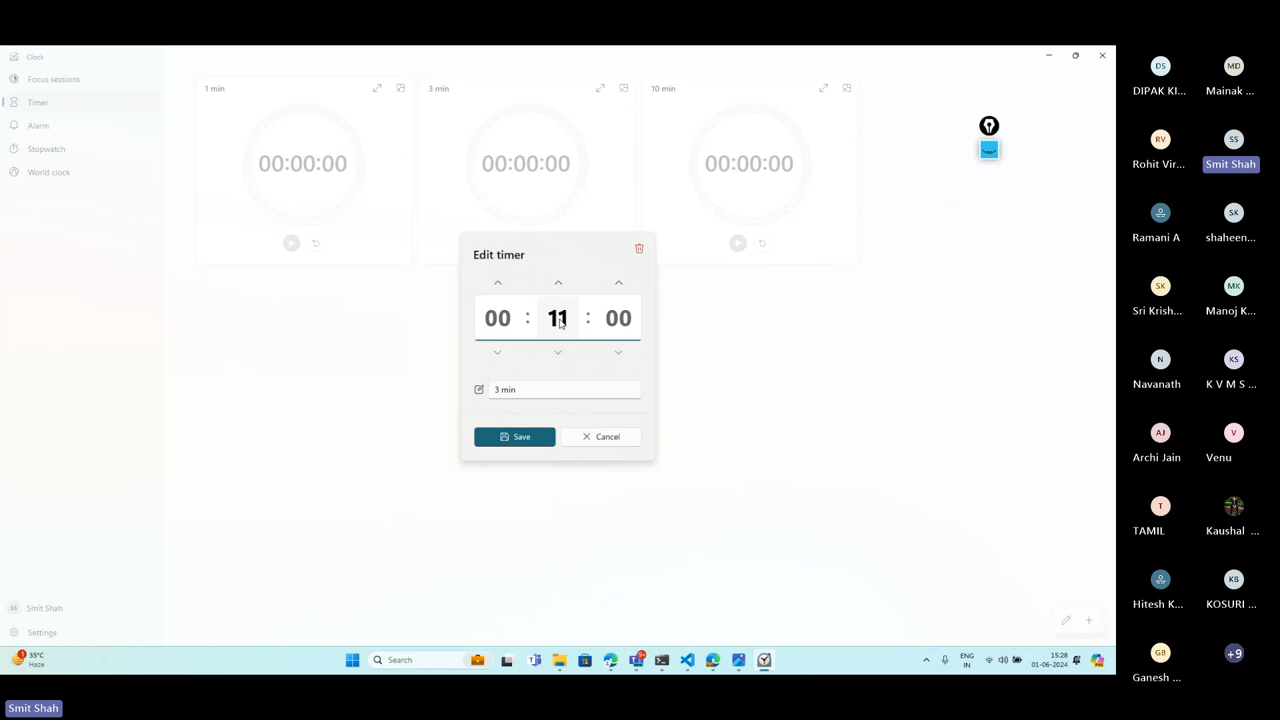 Clock
Focus sessions
Timer
Alarm
Stopwatch
World clock
1 min
00:00:00
3 min
00:00:00
10 min
00:00:00
Edit timer
00 : 11 : 00
3 min
Save
Cancel
Smit Shah
Settings
35°C
Haze
Search
ENG
IN
15:28
01-06-2024
DS
DIPAK KI...
MD
Mainak ...
RV
Rohit Vir...
SS
Smit Shah
Ramani A
SK
shaheen...
SK
Sri Krish...
MK
Manoj K...
N
Navanath
KS
K V M S ...
AJ
Archi Jain
V
Venu
T
TAMIL
Kaushal ...
Hitesh K...
KB
KOSURI ...
GB
Ganesh ...
+9
Smit Shah